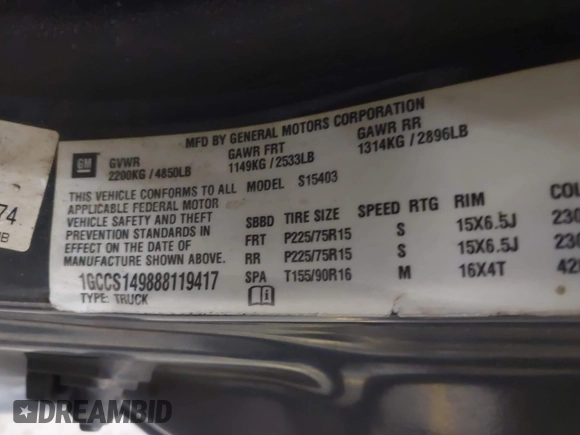 MFD BY GENERAL MOTORS CORPORATION
GM
GVWR GAWR FRT GAWR RR
2200KG / 4850LB 1149KG / 2533LB 1314KG / 2896LB
THIS VEHICLE CONFORMS TO ALL
APPLICABLE FEDERAL MOTOR
VEHICLE SAFETY AND THEFT
PREVENTION STANDARDS IN
EFFECT ON THE DATE OF
MANUFACTURE SHOWN ABOVE.
1GCCS149888119417
TYPE: TRUCK
MODEL S15403
SBBD TIRE SIZE SPEED RTG RIM
FRT P225/75R15 S 15X6.5J
RR P225/75R15 S 15X6.5J
SPA T155/90R16 M 16X4T
74
DREAMBID